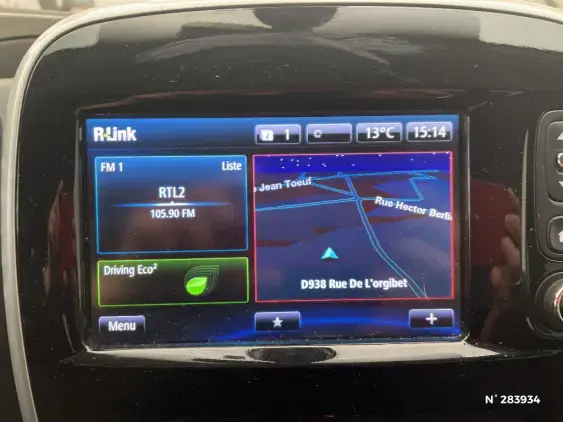 R-Link
1
13°C
15:14
FM 1
Liste
RTL2
105.90 FM
Jean Toeuf
Rue Hector Berli
Driving Eco²
D938 Rue De L'orgibet
Menu
N° 283934